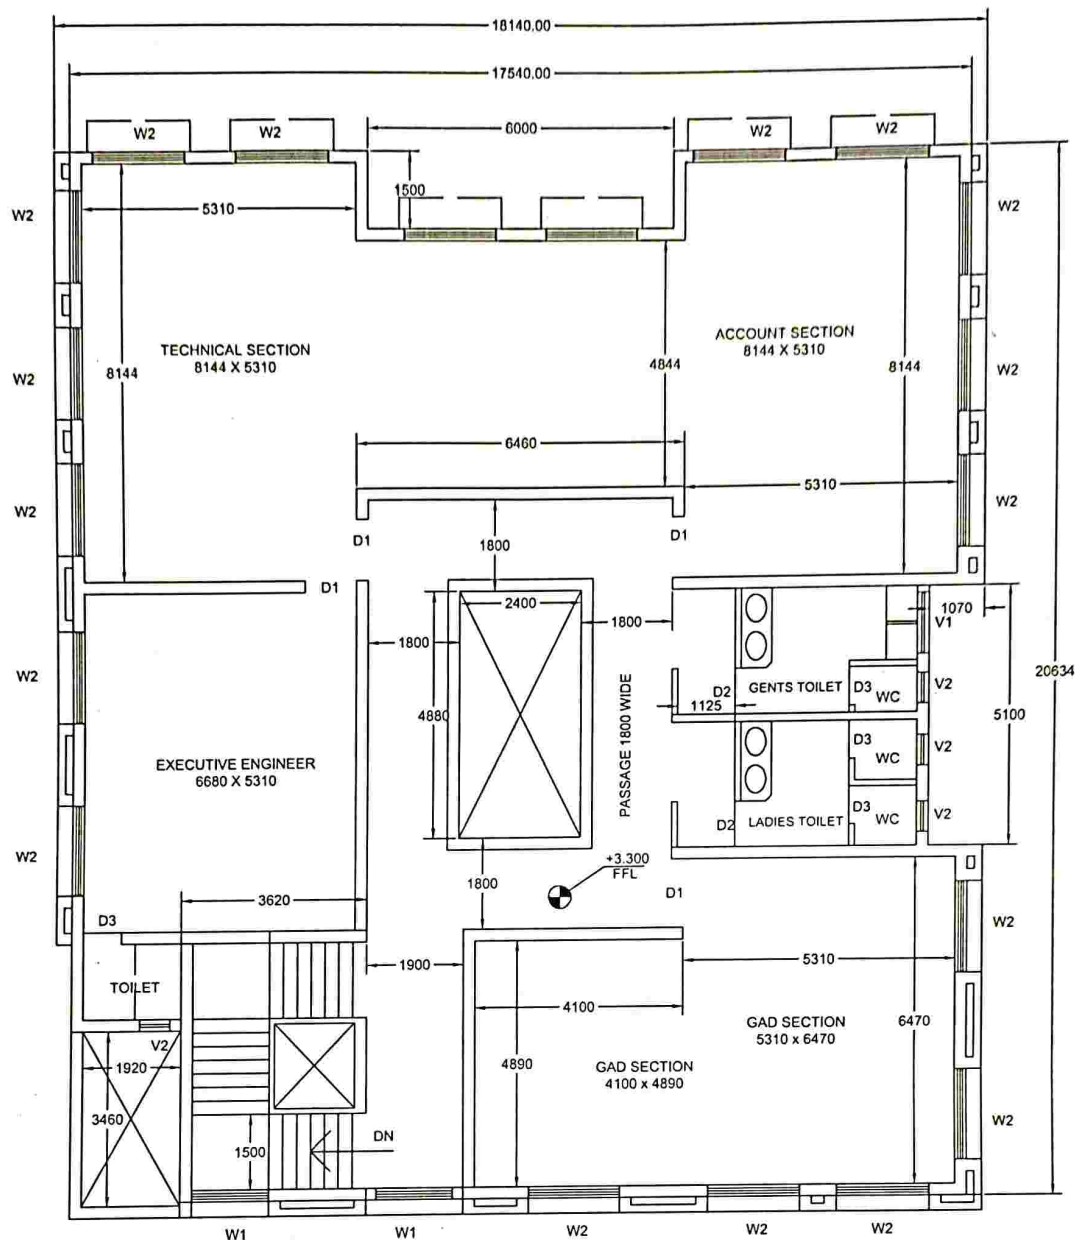 18140,00
17540,00
W2
W2
6000
W2
W2
1500
W2
5310
W2
TECHNICAL SECTION
8144 X 5310
ACCOUNT SECTION
8144 X 5310
W2
8144
4844
8144
W2
6460
5310
W2
W2
D1
1800
D1
D1
2400
1800
1800
1070
V1
W2
4880
PASSAGE 1800 WIDE
D2
1125
GENTS TOILET
D3
WC
V2
20634
5100
EXECUTIVE ENGINEER
6680 X 5310
D3
WC
V2
D2
LADIES TOILET
D3
WC
V2
W2
+3.300
FFL
1800
D1
3620
D3
W2
1900
5310
TOILET
4100
GAD SECTION
5310 x 6470
6470
V2
1920
4890
GAD SECTION
4100 x 4890
3460
1500
DN
W2
W1
W1
W2
W2
W2